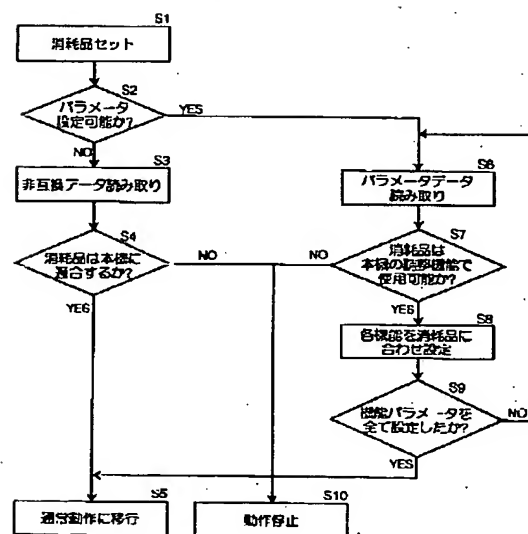 S1
消耗品セット
S2
パラメータ
設定可能か?
YES
NO
S3
非互換データ読み取り
S4
消耗品は本機に
適合するか?
NO
YES
S6
パラメータデータ
読み取り
S7
消耗品は
本機の調整機能で
使用可能か?
NO
YES
S8
各機能を消耗品に
合わせ設定
S9
機能パラメータを
全て設定したか?
NO
YES
S5
通常動作に移行
S10
動作停止